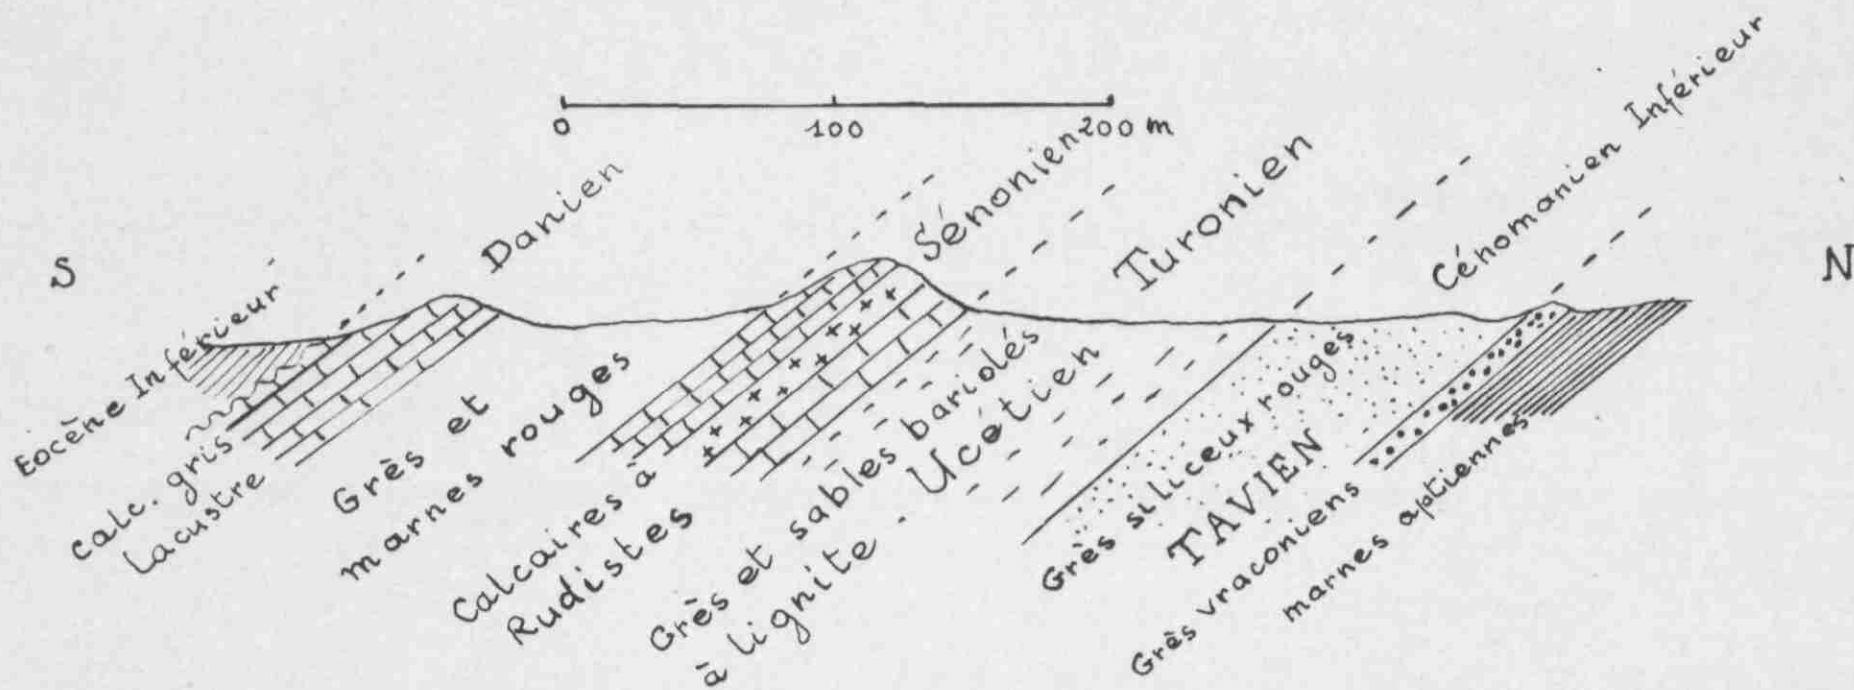 0 100 200 m
S
N
Eocène Inférieur
Danien
Sénonien
Turonien
Cénomanien Inférieur
calc. gris
lacustre
Grès et
marnes rouges
Calcaires à
Rudistes
Grès et sables bariolés
à lignite. Ucétien
Grès siliceux rouges
TAVIEN
Grès vraconiens
marnes aptiennes